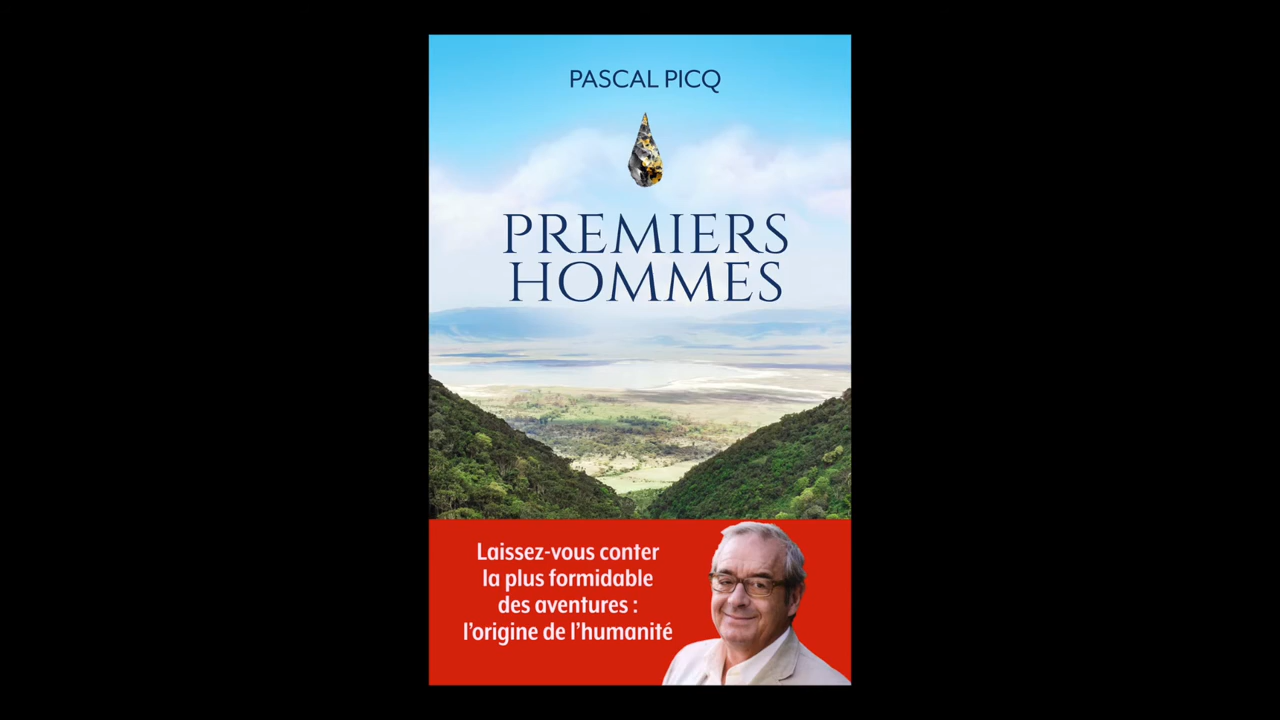 PASCAL PICQ
PREMIERS
HOMMES
Laissez-vous conter
la plus formidable
des aventures :
l'origine de l'humanité